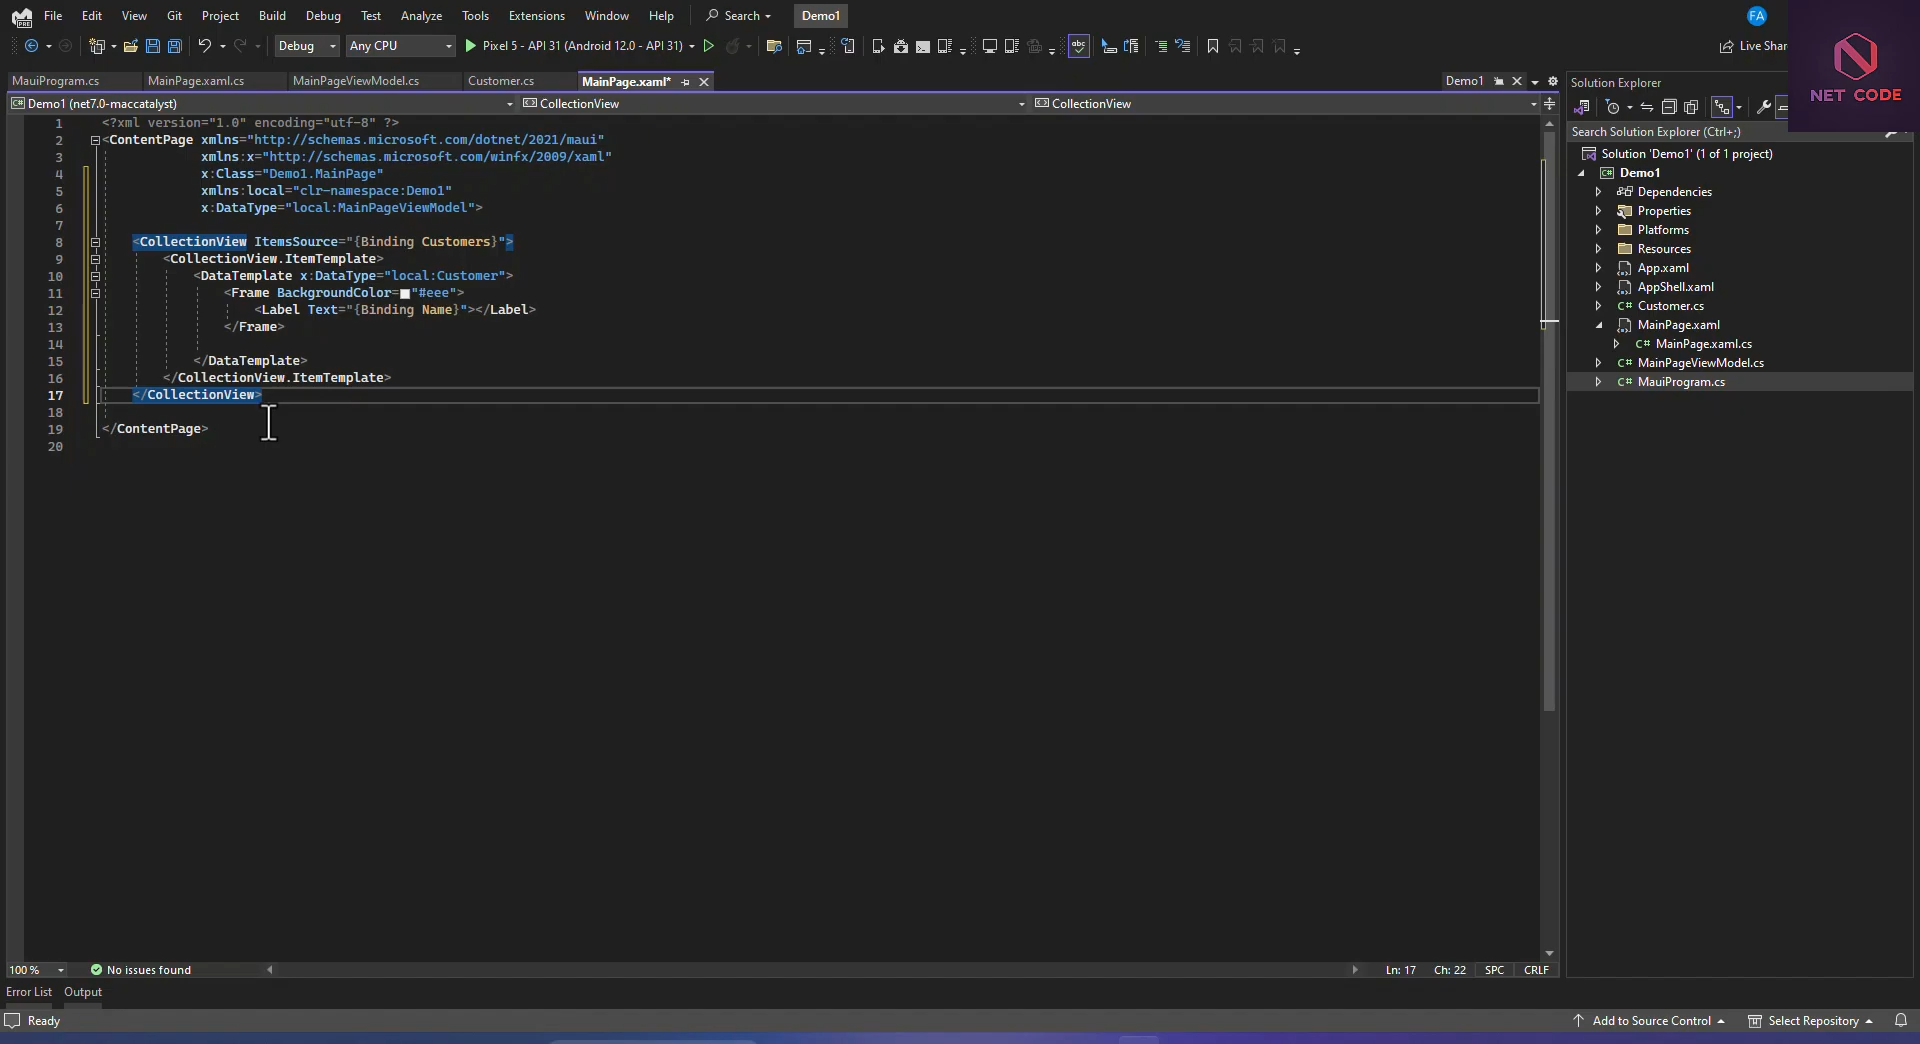 File Edit View Git Project Build Debug Test Analyze Tools Extensions Window Help Search Demo1 FA
PRE
Debug Any CPU Pixel 5 - API 31 (Android 12.0 - API 31) abc Live Shar
NET CODE
MauiProgram.cs MainPage.xaml.cs MainPageViewModel.cs Customer.cs MainPage.xaml* Demo1
Demo1 (net7.0-maccatalyst) CollectionView CollectionView
1 <?xml version="1.0" encoding="utf-8" ?>
2 <ContentPage xmlns="http://schemas.microsoft.com/dotnet/2021/maui"
3 xmlns:x="http://schemas.microsoft.com/winfx/2009/xaml"
4 x:Class="Demo1.MainPage"
5 xmlns:local="clr-namespace:Demo1"
6 x:DataType="local:MainPageViewModel">
7
8 <CollectionView ItemsSource="{Binding Customers}">
9 <CollectionView.ItemTemplate>
10 <DataTemplate x:DataType="local:Customer">
11 <Frame BackgroundColor="#eee">
12 <Label Text="{Binding Name}"></Label>
13 </Frame>
14
15 </DataTemplate>
16 </CollectionView.ItemTemplate>
17 </CollectionView>
18
19 </ContentPage>
20
Solution Explorer
Search Solution Explorer (Ctrl+;)
Solution 'Demo1' (1 of 1 project)
C# Demo1
Dependencies
Properties
Platforms
Resources
App.xaml
AppShell.xaml
C# Customer.cs
MainPage.xaml
C# MainPage.xaml.cs
C# MainPageViewModel.cs
C# MauiProgram.cs
100 % No issues found Ln: 17 Ch: 22 SPC CRLF
Error List Output
Ready Add to Source Control Select Repository